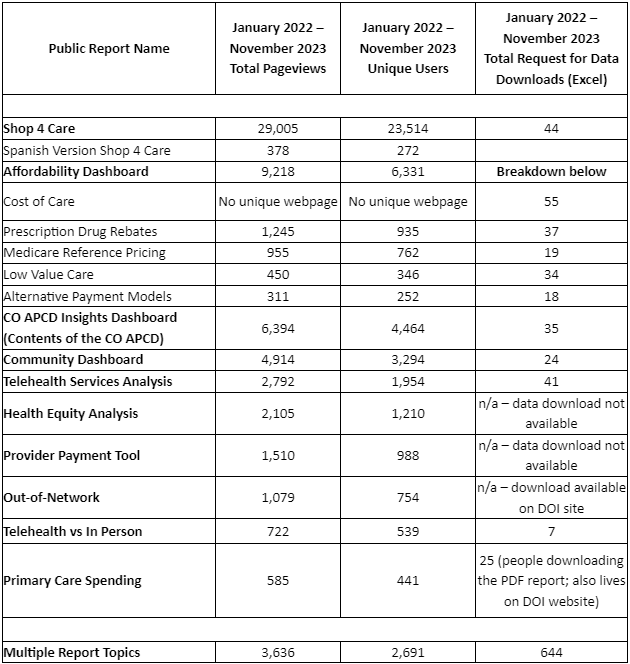 Public Report Name
January 2022 –
November 2023
Total Pageviews
January 2022 –
November 2023
Unique Users
January 2022 –
November 2023
Total Request for Data
Downloads (Excel)
Shop 4 Care 29,005 23,514 44
Spanish Version Shop 4 Care 378 272
Affordability Dashboard 9,218 6,331 Breakdown below
Cost of Care No unique webpage No unique webpage 55
Prescription Drug Rebates 1,245 935 37
Medicare Reference Pricing 955 762 19
Low Value Care 450 346 34
Alternative Payment Models 311 252 18
CO APCD Insights Dashboard
(Contents of the CO APCD) 6,394 4,464 35
Community Dashboard 4,914 3,294 24
Telehealth Services Analysis 2,792 1,954 41
Health Equity Analysis 2,105 1,210 n/a – data download not
available
Provider Payment Tool 1,510 988 n/a – data download not
available
Out-of-Network 1,079 754 n/a – download available
on DOI site
Telehealth vs In Person 722 539 7
Primary Care Spending 585 441 25 (people downloading
the PDF report; also lives
on DOI website)
Multiple Report Topics 3,636 2,691 644